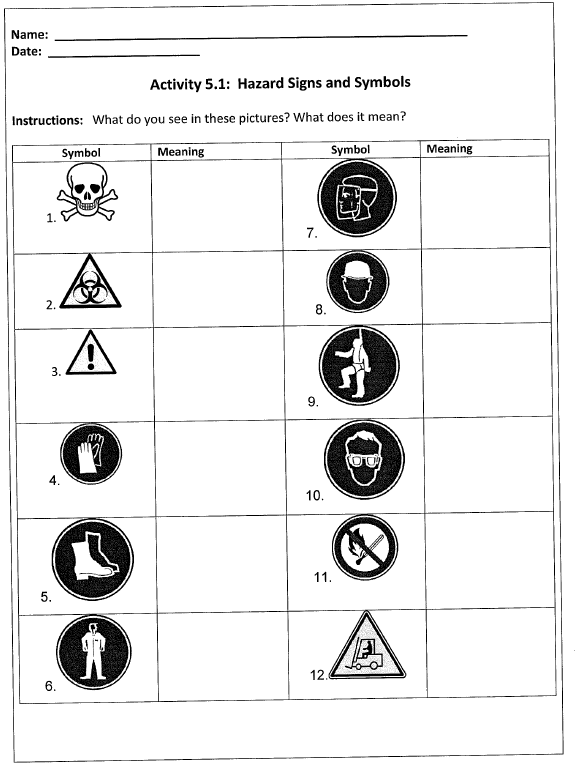 Name:
Date:
Activity 5.1: Hazard Signs and Symbols
Instructions: What do you see in these pictures? What does it mean?
Symbol Meaning Symbol Meaning
1. 7.
2. 8.
3. 9.
4. 10.
5. 11.
6. 12.